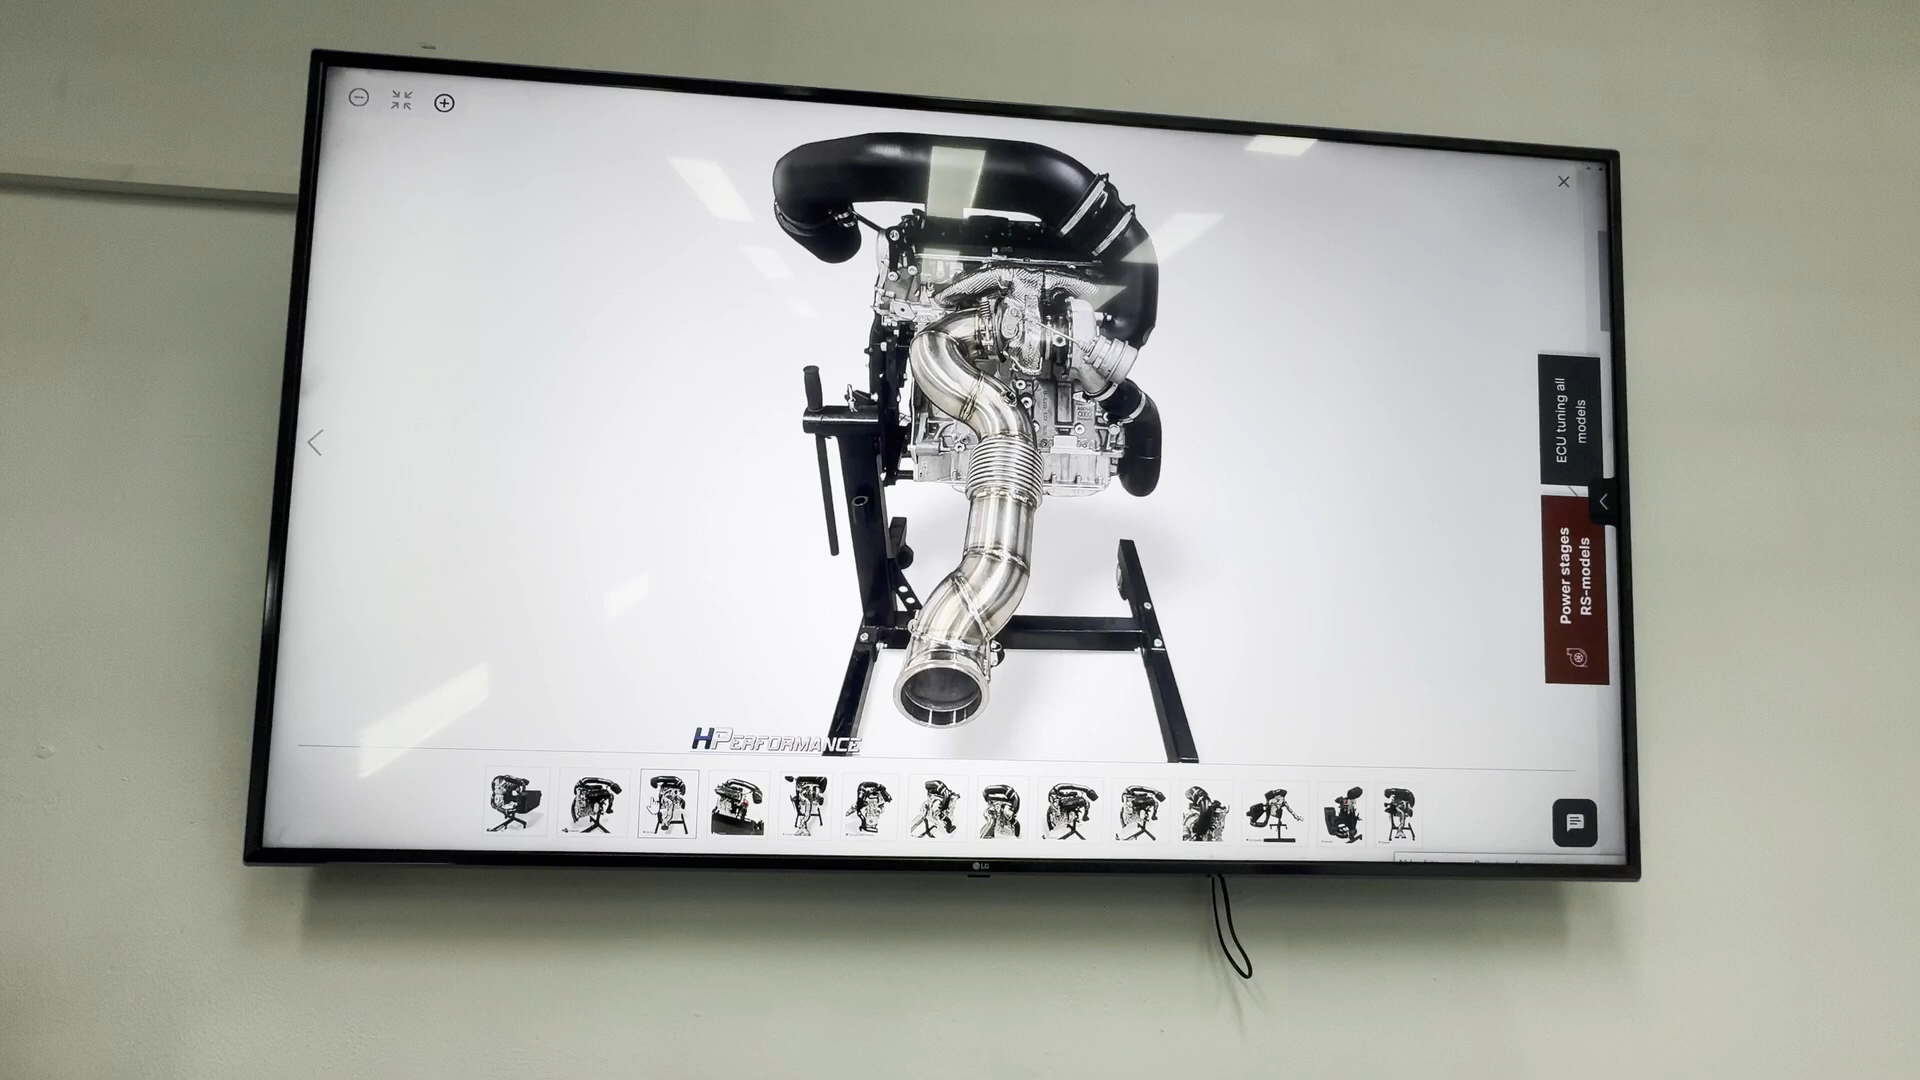 ECU tuning all
models
Power stages
RS-models
HPERFORMANCE
LG